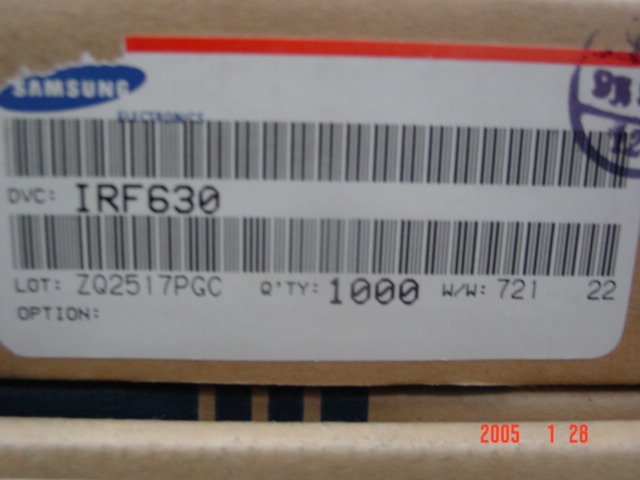 SAMSUNG
ELECTRONICS
DVC: IRF630
LOT: ZQ2517PGC Q'TY: 1000 W/W: 721 22
OPTION:
2005 1 28